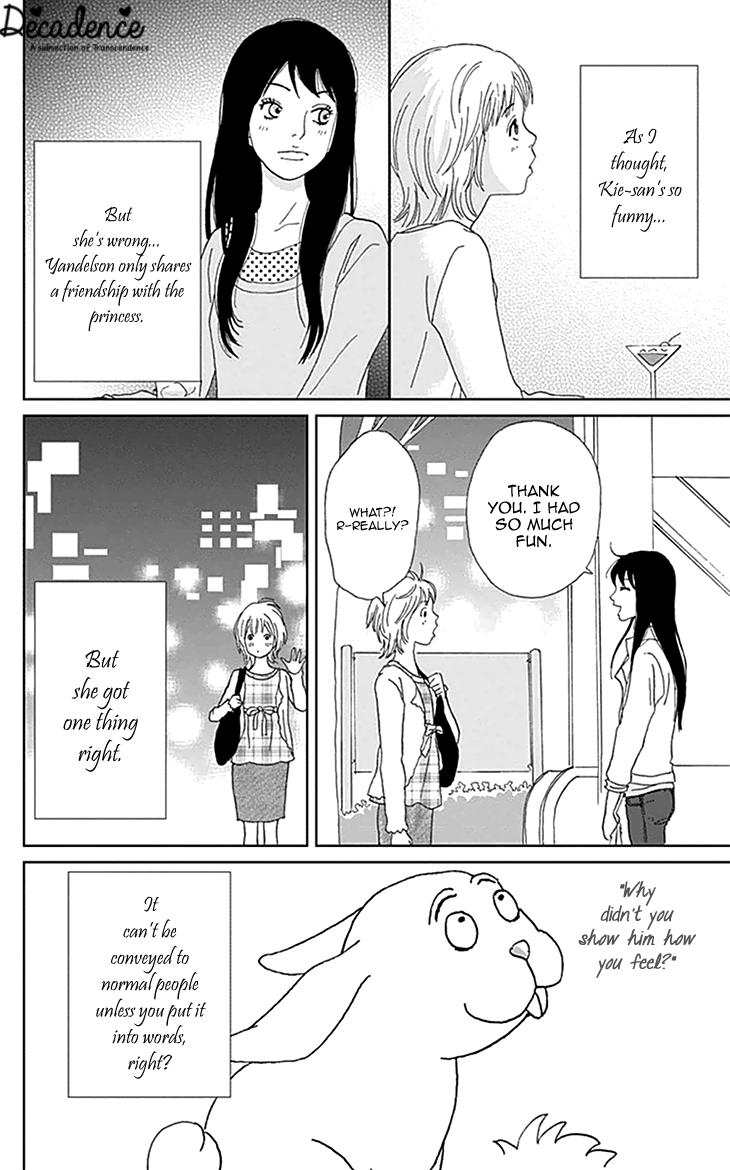 Decadence
A subsection of Transcendence
As I
thought,
Kie-san's so
funny...
But
she's wrong...
Yandelson only shares
a friendship with the
princess.
THANK
YOU. I HAD
SO MUCH
FUN.
WHAT?!
R-REALLY?
But
she got
one thing
right.
"Why
didn't you
show him how
you feel?"
It
can't be
conveyed to
normal people
unless you put it
into words,
right?